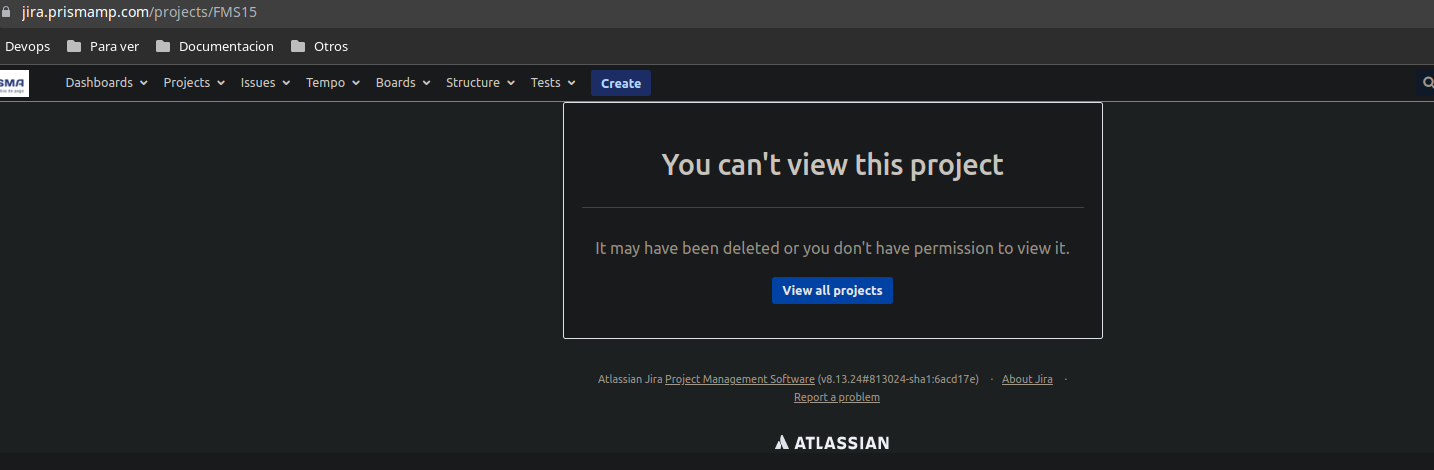 jira.prismamp.com/projects/FMS15
Devops Para ver Documentacion Otros
SMA Dashboards Projects Issues Tempo Boards Structure Tests Create
You can't view this project
It may have been deleted or you don't have permission to view it.
View all projects
Atlassian Jira Project Management Software (v8.13.24#813024-sha1:6acd17e) · About Jira ·
Report a problem
ATLASSIAN